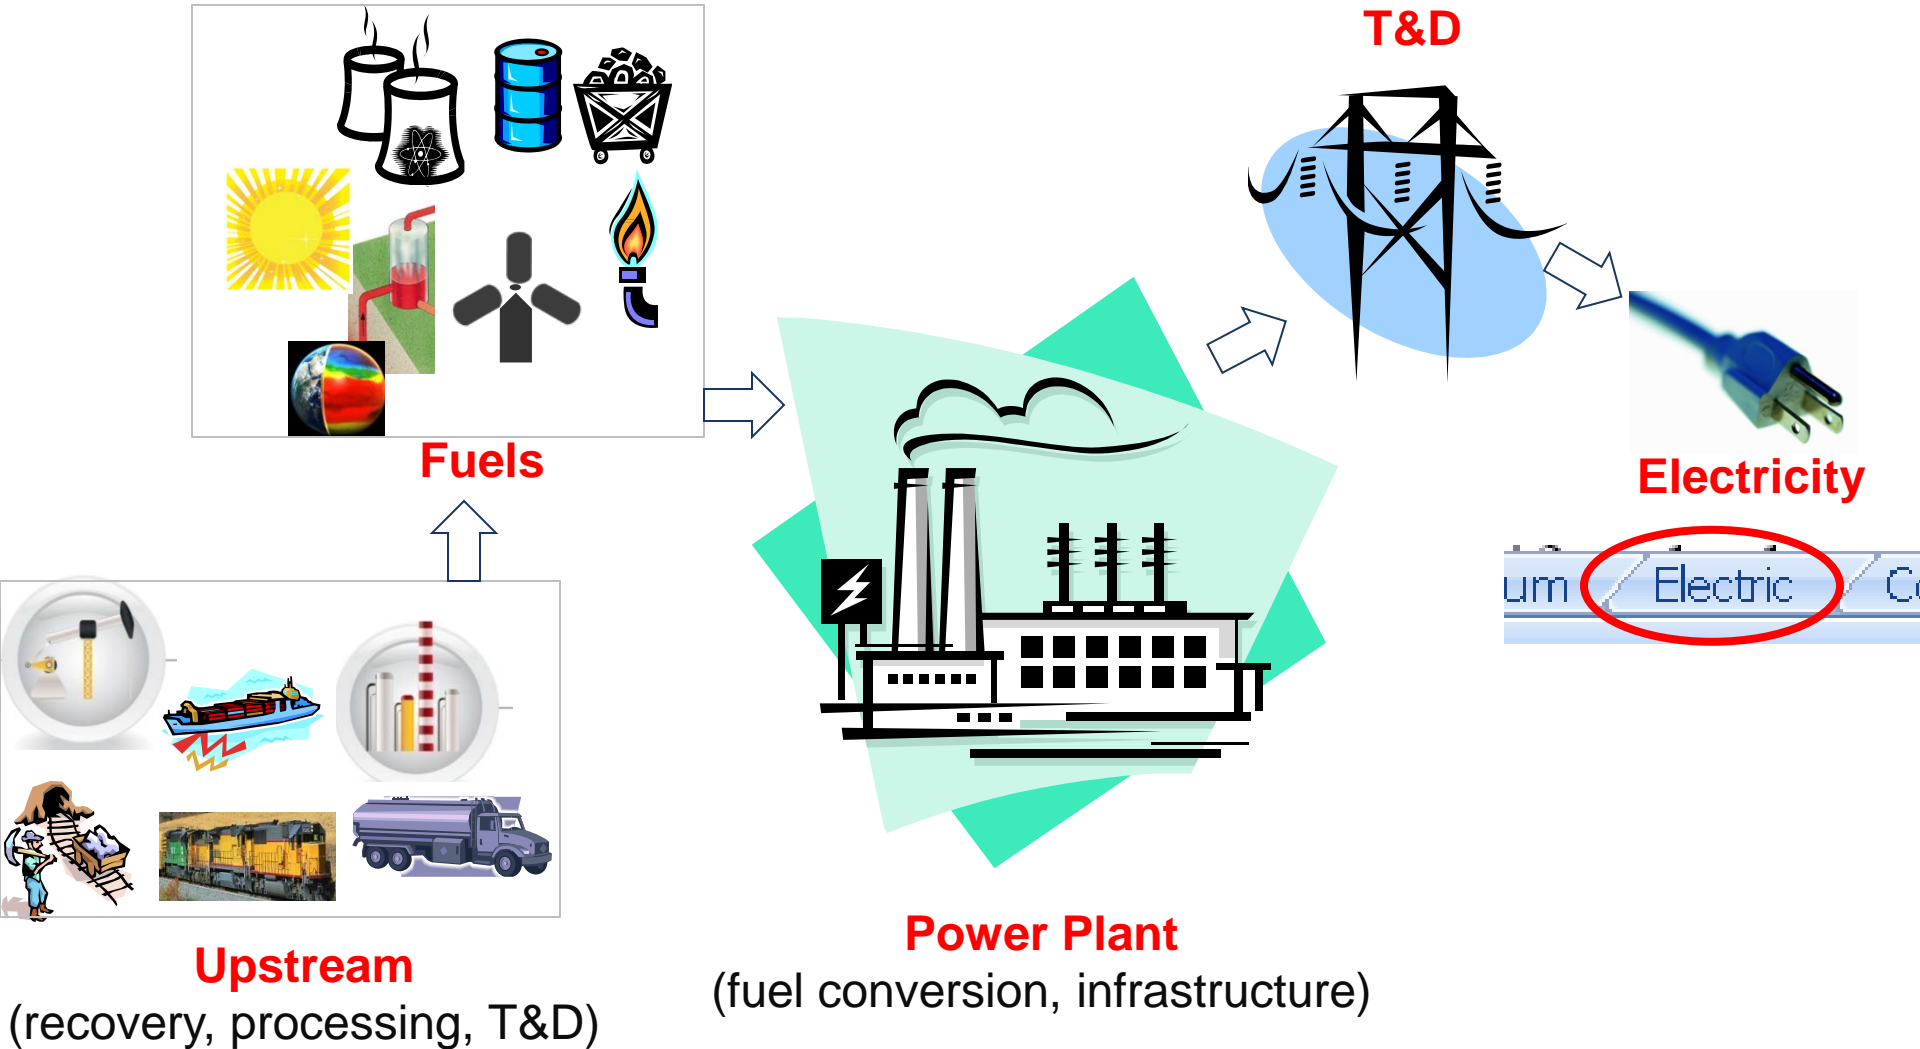 T&D
Fuels
Electricity
um
Electric
Upstream
(recovery, processing, T&D)
Power Plant
(fuel conversion, infrastructure)